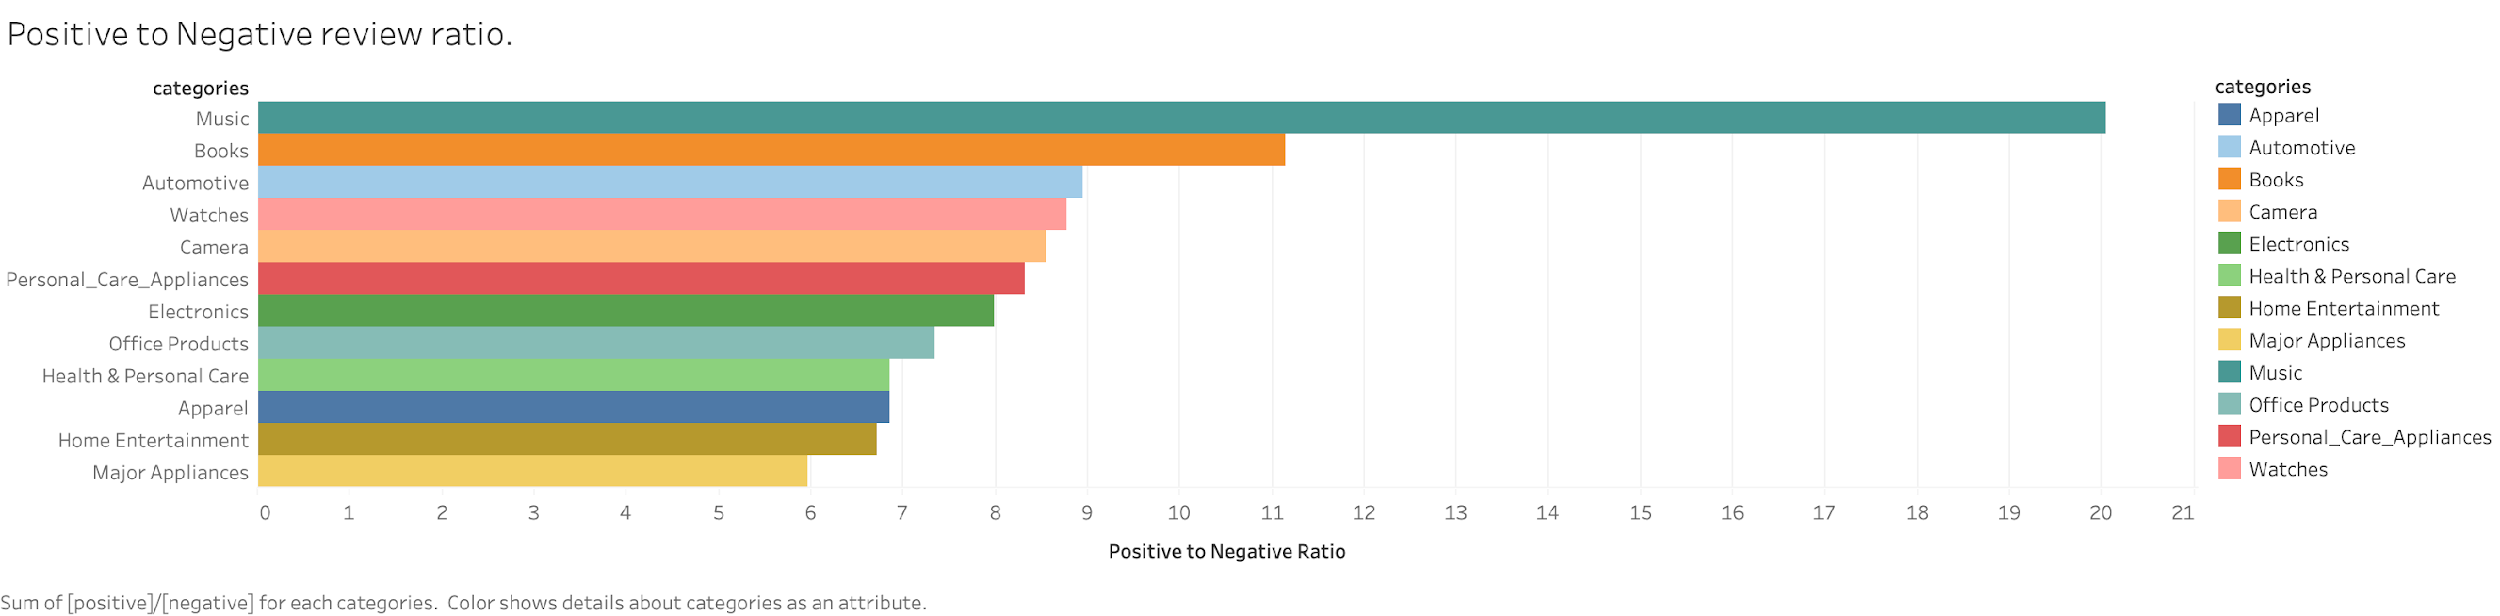 Positive to Negative review ratio.
categories
Music
Books
Automotive
Watches
Camera
Personal_Care_Appliances
Electronics
Office Products
Health & Personal Care
Apparel
Home Entertainment
Major Appliances
0 1 2 3 4 5 6 7 8 9 10 11 12 13 14 15 16 17 18 19 20 21
Positive to Negative Ratio
categories
Apparel
Automotive
Books
Camera
Electronics
Health & Personal Care
Home Entertainment
Major Appliances
Music
Office Products
Personal_Care_Appliances
Watches
Sum of [positive]/[negative] for each categories.  Color shows details about categories as an attribute.